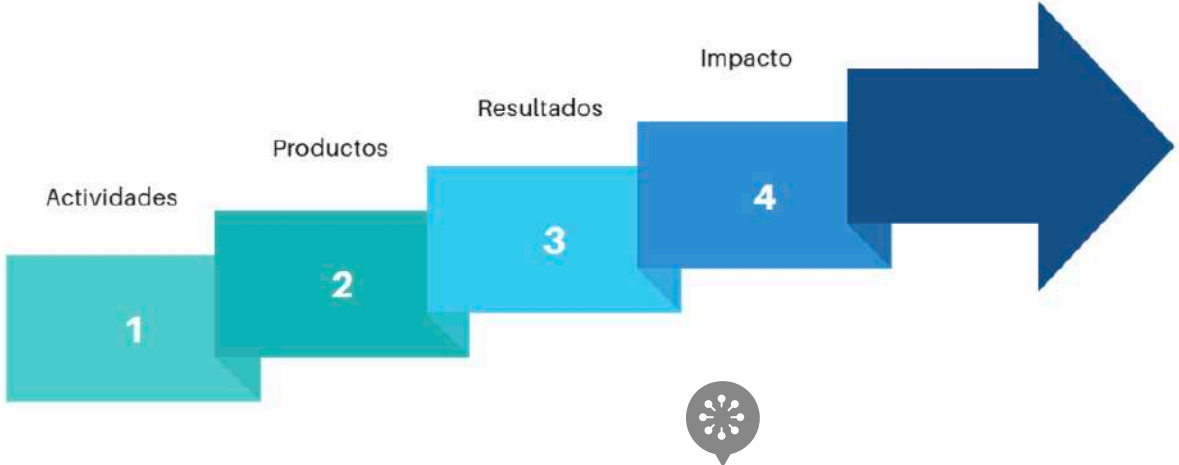 Impacto
Resultados
Productos
Actividades
4
3
2
1